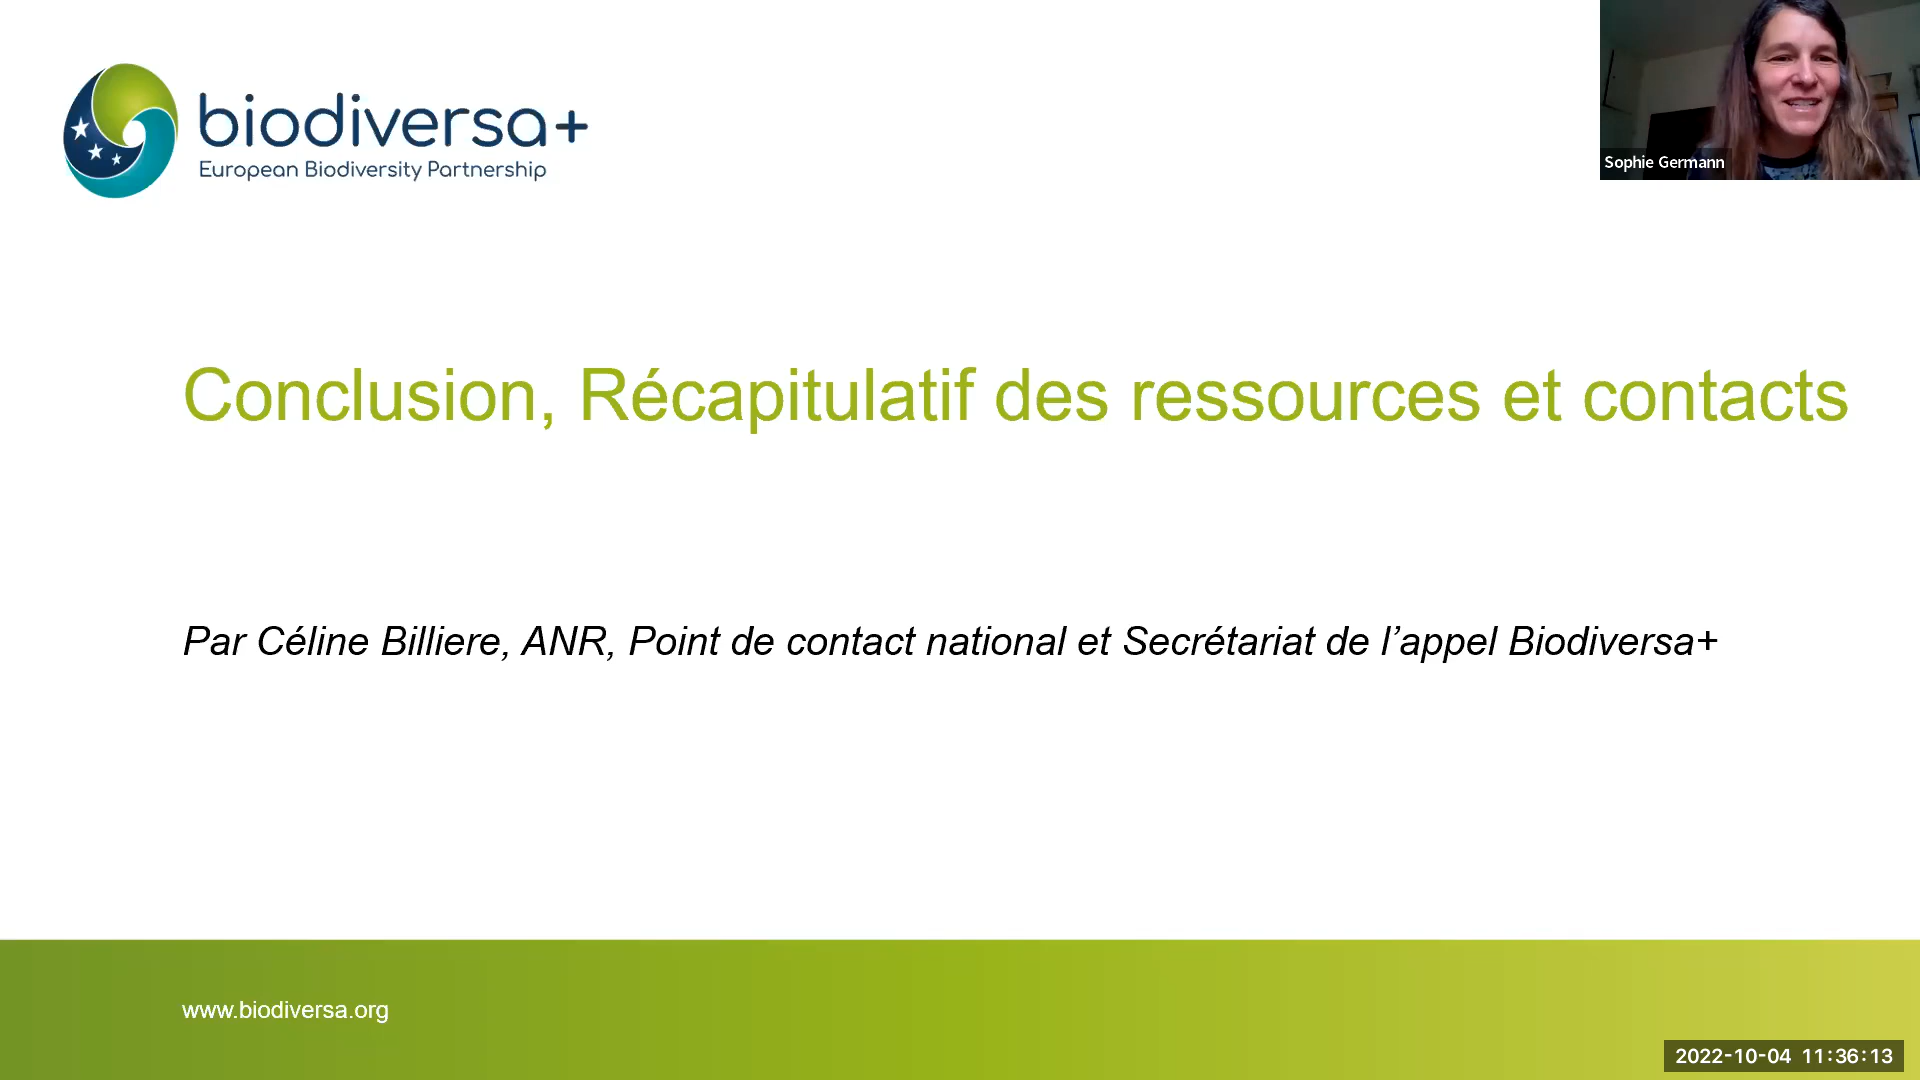 biodiversa+
European Biodiversity Partnership
Sophie Germann
Conclusion, Récapitulatif des ressources et contacts
Par Céline Billiere, ANR, Point de contact national et Secrétariat de l’appel Biodiversa+
www.biodiversa.org
2022-10-04 11:36:13